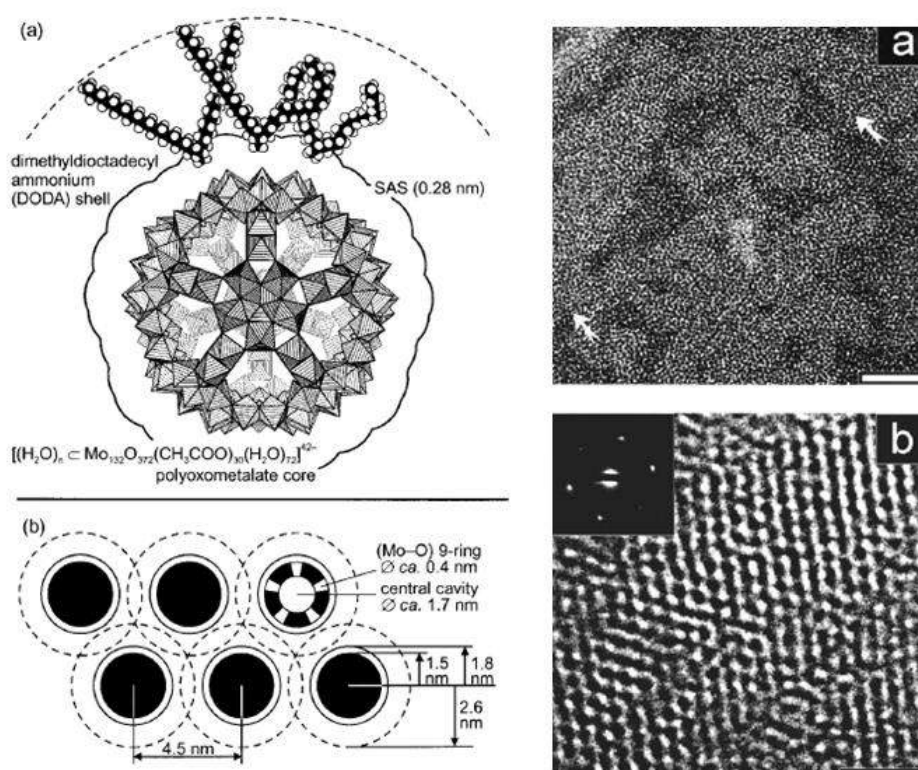 (a)
dimethyldioctadecyl
ammonium
(DODA) shell
SAS (0.28 nm)
[(H₂O)ₙ ⊂ Mo₁₃₂O₃₇₂(CH₃COO)₃₀(H₂O)₇₂]⁴²⁻
polyoxometalate core
(b)
(Mo–O) 9-ring
Ø ca. 0.4 nm
central cavity
Ø ca. 1.7 nm
1.5
nm
1.8
nm
2.6
nm
4.5 nm
a
b